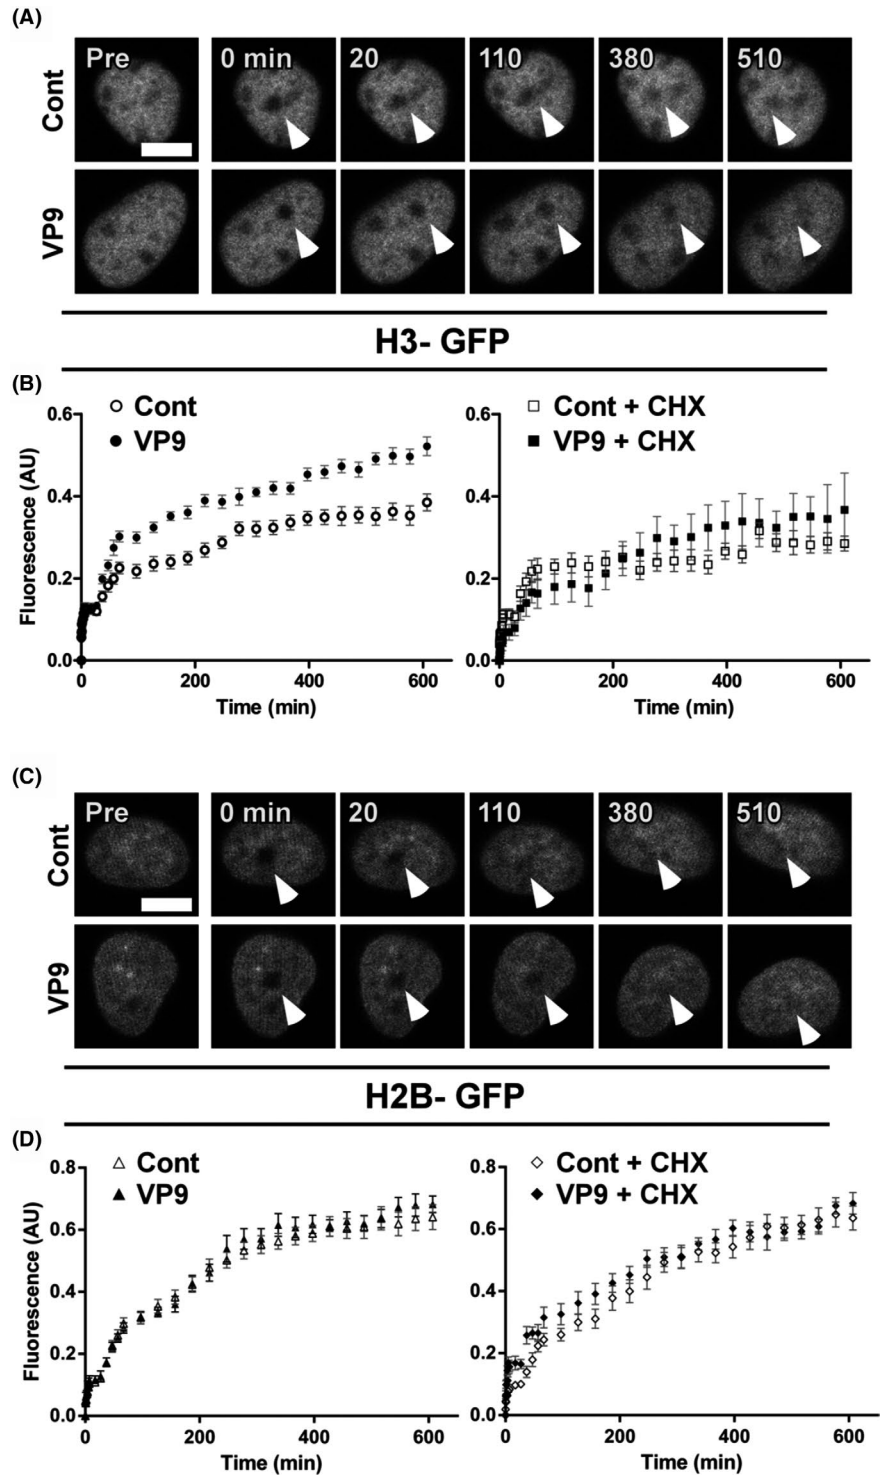 (A)
Pre 0 min 20 110 380 510
Cont
VP9
H3- GFP
(B)
Cont
VP9
Fluorescence (AU)
0.6
0.4
0.2
0.0
0 200 400 600
Time (min)
Cont + CHX
VP9 + CHX
0.6
0.4
0.2
0.0
0 200 400 600
Time (min)
(C)
Pre 0 min 20 110 380 510
Cont
VP9
H2B- GFP
(D)
Cont
VP9
Fluorescence (AU)
0.8
0.6
0.4
0.2
0.0
0 200 400 600
Time (min)
Cont + CHX
VP9 + CHX
0.8
0.6
0.4
0.2
0.0
0 200 400 600
Time (min)